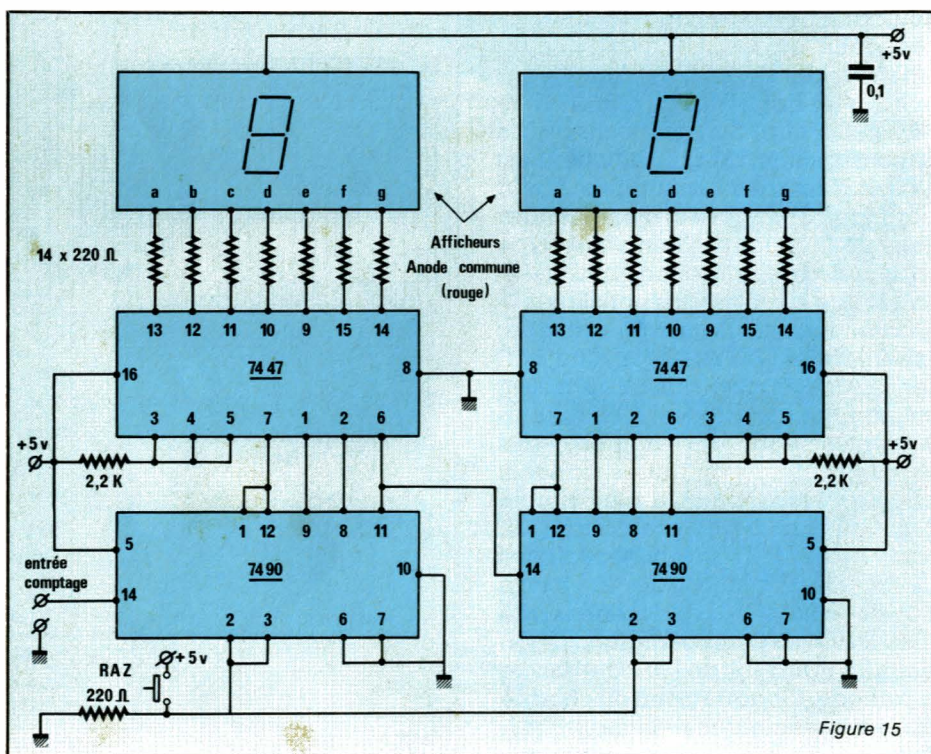 +5v
0,1
a b c d e f g
a b c d e f g
14 x 220 Ω
Afficheurs
Anode commune
(rouge)
13 12 11 10 9 15 14
13 12 11 10 9 15 14
16 7447 8
8 7447 16
3 4 5 7 1 2 6
7 1 2 6 3 4 5
+5v
2,2 K
+5v
2,2 K
1 12 9 8 11
1 12 9 8 11
5
5
entrée
comptage
14 7490 10
14 7490 10
2 3 6 7
2 3 6 7
RAZ
+5v
220 Ω
Figure 15